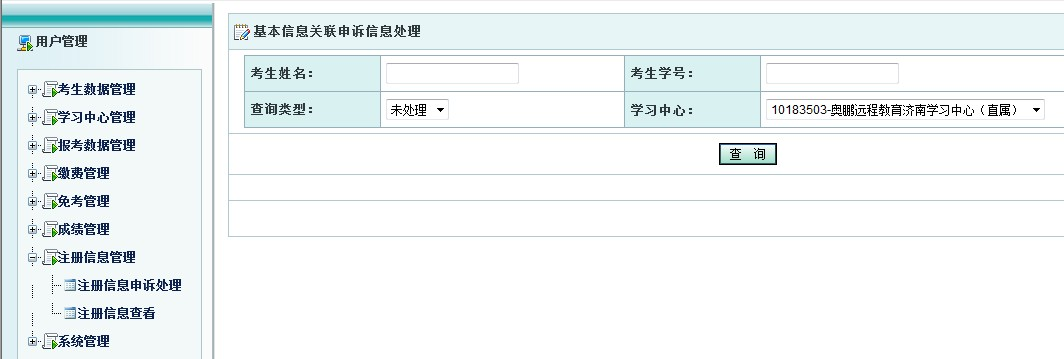 用户管理
考生数据管理
学习中心管理
报考数据管理
缴费管理
免考管理
成绩管理
注册信息管理
注册信息申诉处理
注册信息查看
系统管理
基本信息关联申诉信息处理
考生姓名：
考生学号：
查询类型：
未处理
学习中心：
10183503-奥鹏远程教育济南学习中心（直属）
查 询